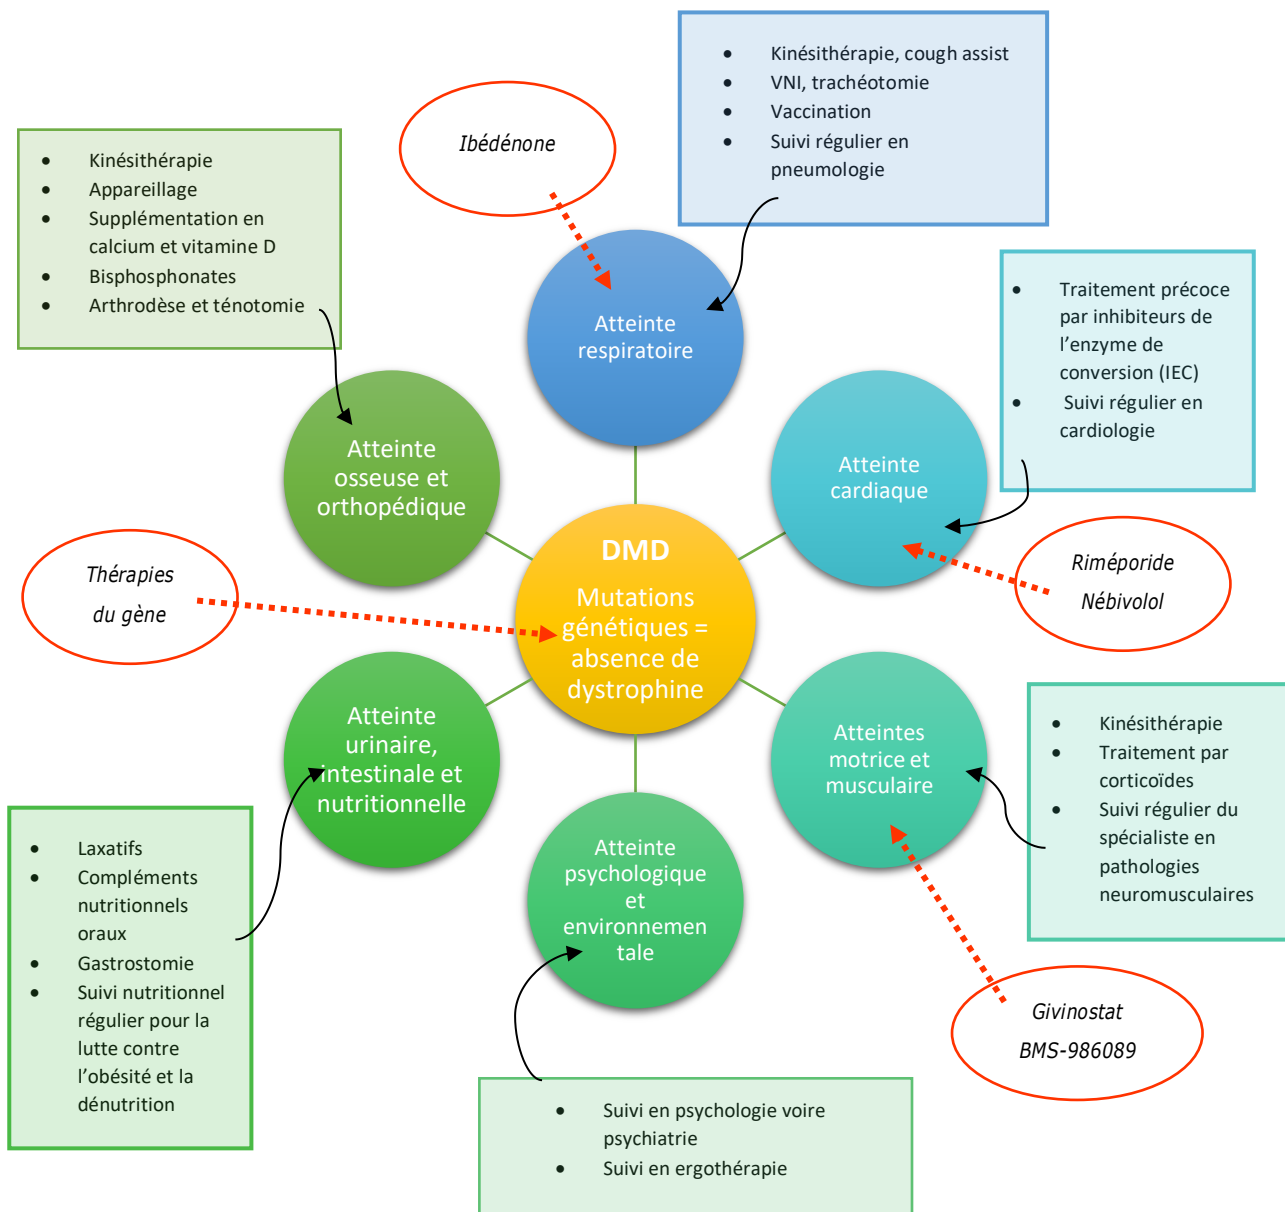 Kinésithérapie, cough assist
VNI, trachéotomie
Vaccination
Suivi régulier en
pneumologie
Ibédénone
Kinésithérapie
Appareillage
Supplémentation en
calcium et vitamine D
Bisphosphonates
Arthrodèse et ténotomie
Atteinte
respiratoire
Traitement précoce
par inhibiteurs de
l’enzyme de
conversion (IEC)
Suivi régulier en
cardiologie
Atteinte
osseuse et
orthopédique
Atteinte
cardiaque
DMD
Mutations
génétiques =
absence de
dystrophine
Thérapies
du gène
Riméporide
Nébivolol
Atteinte
urinaire,
intestinale et
nutritionnelle
Atteintes
motrice et
musculaire
Kinésithérapie
Traitement par
corticoïdes
Suivi régulier du
spécialiste en
pathologies
neuromusculaires
Laxatifs
Compléments
nutritionnels
oraux
Gastrostomie
Suivi nutritionnel
régulier pour la
lutte contre
l’obésité et la
dénutrition
Atteinte
psychologique
et
environnemen
tale
Givinostat
BMS-986089
Suivi en psychologie voire
psychiatrie
Suivi en ergothérapie